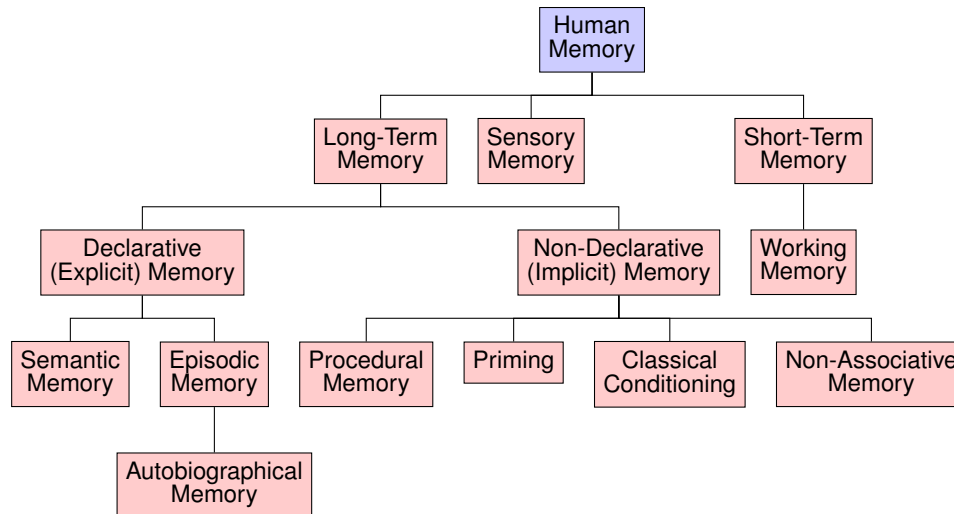 Human
Memory
Long-Term
Memory
Sensory
Memory
Short-Term
Memory
Declarative
(Explicit) Memory
Non-Declarative
(Implicit) Memory
Working
Memory
Semantic
Memory
Episodic
Memory
Procedural
Memory
Priming
Classical
Conditioning
Non-Associative
Memory
Autobiographical
Memory